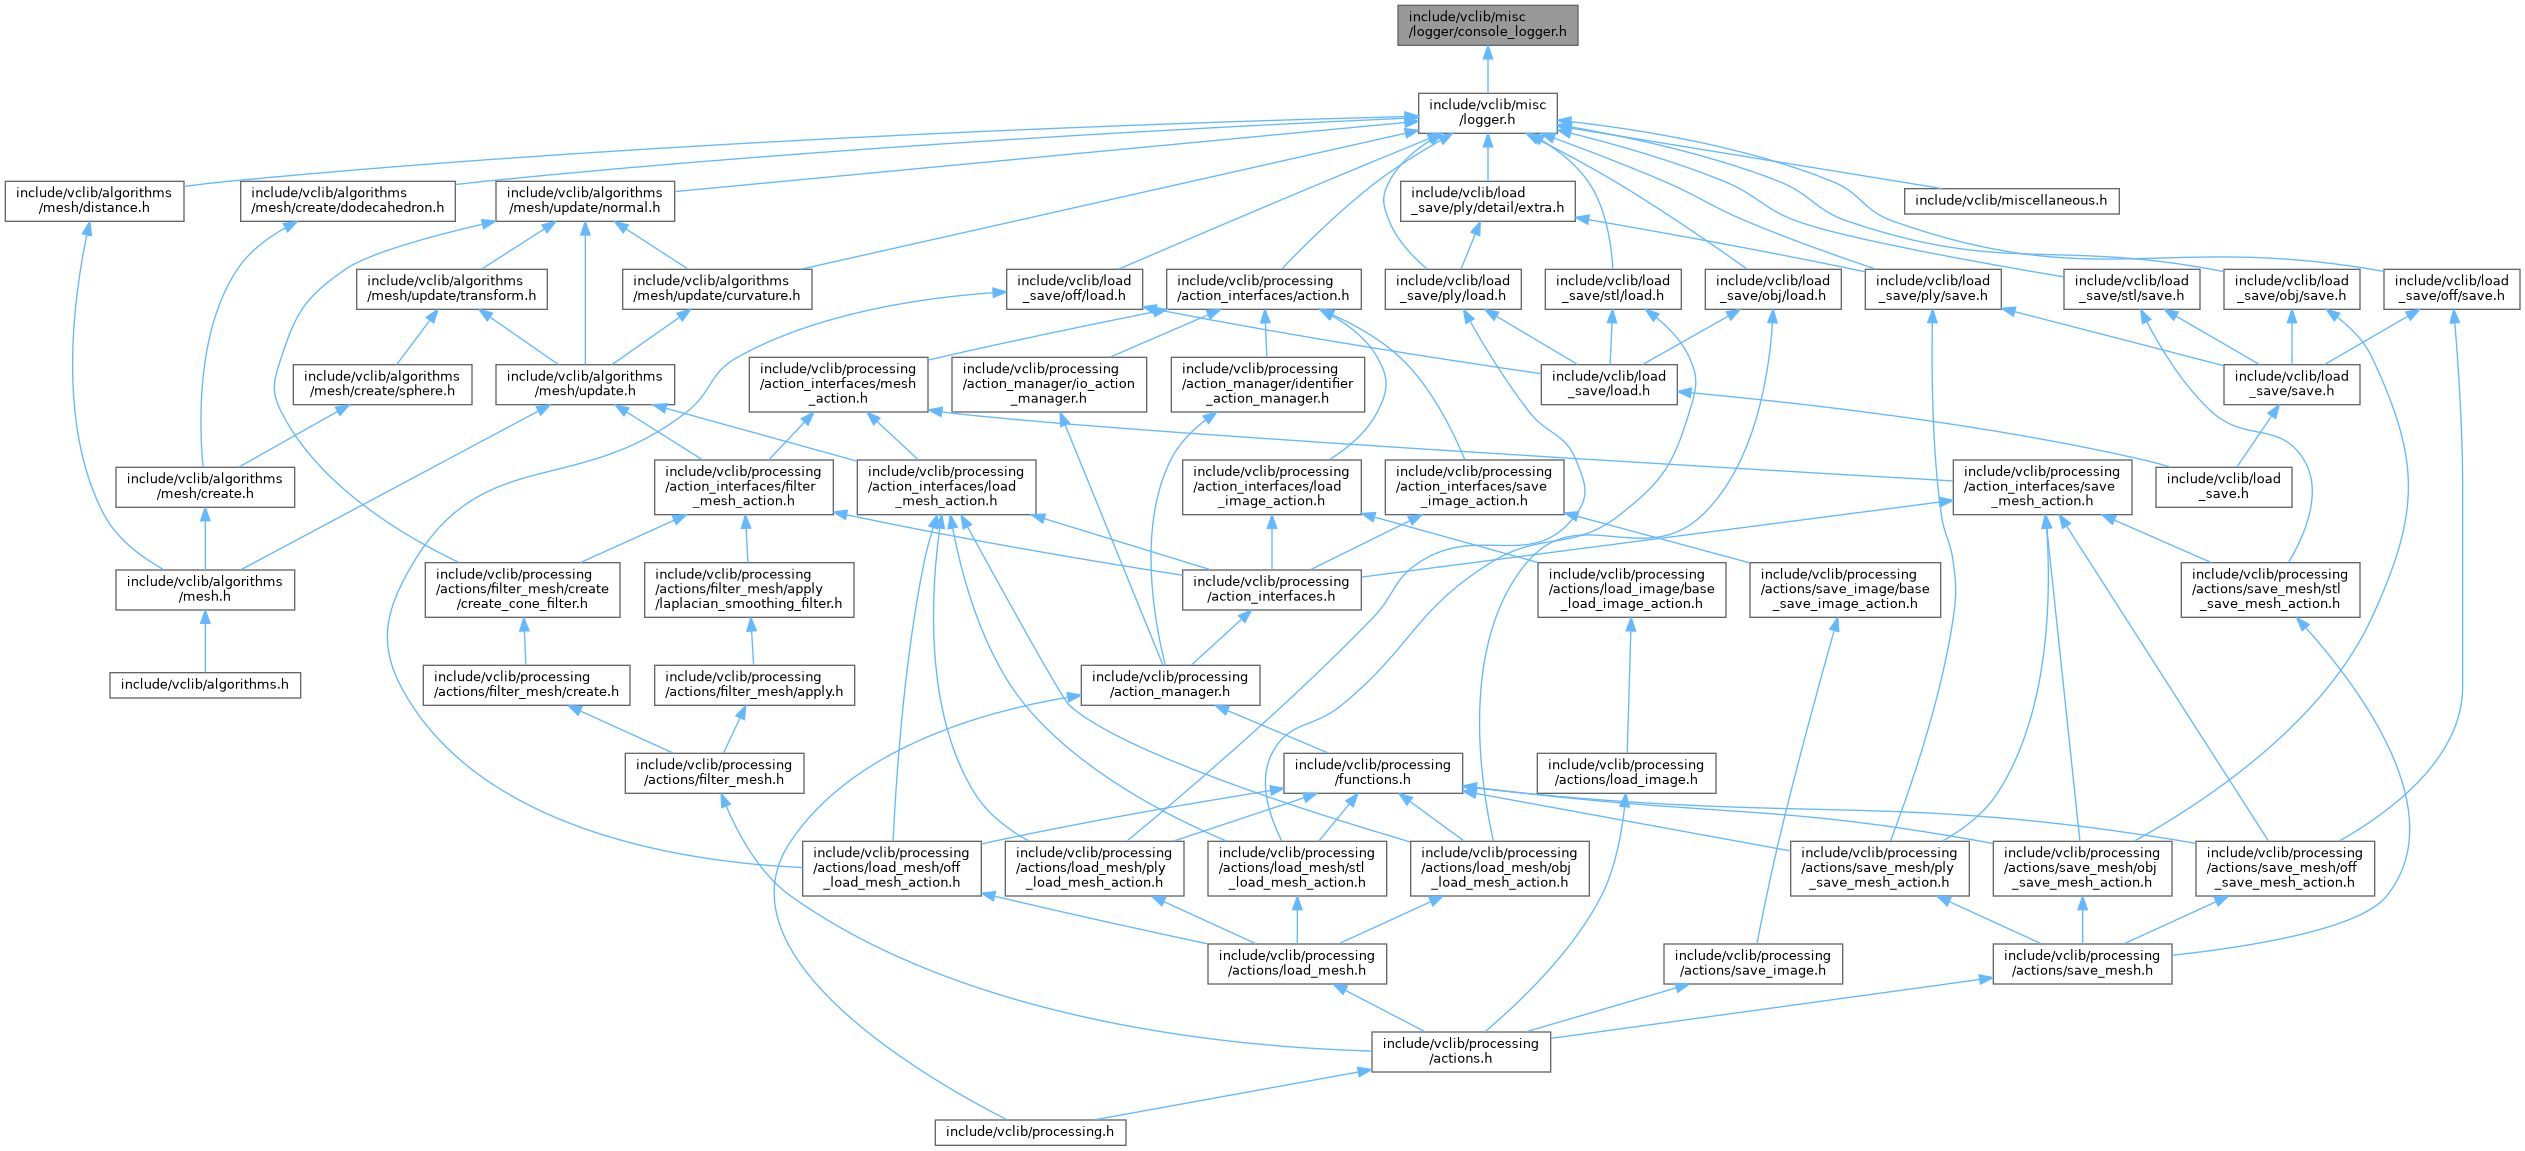 include/vclib/misc
/logger/console_logger.h
include/vclib/misc
/logger.h
include/vclib/algorithms
/mesh/distance.h
include/vclib/algorithms
/mesh/create/dodecahedron.h
include/vclib/algorithms
/mesh/update/normal.h
include/vclib/load
_save/ply/detail/extra.h
include/vclib/miscellaneous.h
include/vclib/algorithms
/mesh/update/transform.h
include/vclib/algorithms
/mesh/update/curvature.h
include/vclib/load
_save/off/load.h
include/vclib/processing
/action_interfaces/action.h
include/vclib/load
_save/ply/load.h
include/vclib/load
_save/stl/load.h
include/vclib/load
_save/obj/load.h
include/vclib/load
_save/ply/save.h
include/vclib/load
_save/stl/save.h
include/vclib/load
_save/obj/save.h
include/vclib/load
_save/off/save.h
include/vclib/algorithms
/mesh/create/sphere.h
include/vclib/algorithms
/mesh/update.h
include/vclib/processing
/action_interfaces/mesh
_action.h
include/vclib/processing
/action_manager/io_action
_manager.h
include/vclib/processing
/action_manager/identifier
_action_manager.h
include/vclib/load
_save/load.h
include/vclib/load
_save/save.h
include/vclib/algorithms
/mesh/create.h
include/vclib/processing
/action_interfaces/filter
_mesh_action.h
include/vclib/processing
/action_interfaces/load
_mesh_action.h
include/vclib/processing
/action_interfaces/load
_image_action.h
include/vclib/processing
/action_interfaces/save
_image_action.h
include/vclib/processing
/action_interfaces/save
_mesh_action.h
include/vclib/load
_save.h
include/vclib/algorithms
/mesh.h
include/vclib/processing
/actions/filter_mesh/create
/create_cone_filter.h
include/vclib/processing
/actions/filter_mesh/apply
/laplacian_smoothing_filter.h
include/vclib/processing
/action_interfaces.h
include/vclib/processing
/actions/load_image/base
_load_image_action.h
include/vclib/processing
/actions/save_image/base
_save_image_action.h
include/vclib/processing
/actions/save_mesh/stl
_save_mesh_action.h
include/vclib/algorithms.h
include/vclib/processing
/actions/filter_mesh/create.h
include/vclib/processing
/actions/filter_mesh/apply.h
include/vclib/processing
/action_manager.h
include/vclib/processing
/actions/filter_mesh.h
include/vclib/processing
/functions.h
include/vclib/processing
/actions/load_image.h
include/vclib/processing
/actions/load_mesh/off
_load_mesh_action.h
include/vclib/processing
/actions/load_mesh/ply
_load_mesh_action.h
include/vclib/processing
/actions/load_mesh/stl
_load_mesh_action.h
include/vclib/processing
/actions/load_mesh/obj
_load_mesh_action.h
include/vclib/processing
/actions/save_mesh/ply
_save_mesh_action.h
include/vclib/processing
/actions/save_mesh/obj
_save_mesh_action.h
include/vclib/processing
/actions/save_mesh/off
_save_mesh_action.h
include/vclib/processing
/actions/load_mesh.h
include/vclib/processing
/actions/save_image.h
include/vclib/processing
/actions/save_mesh.h
include/vclib/processing
/actions.h
include/vclib/processing.h